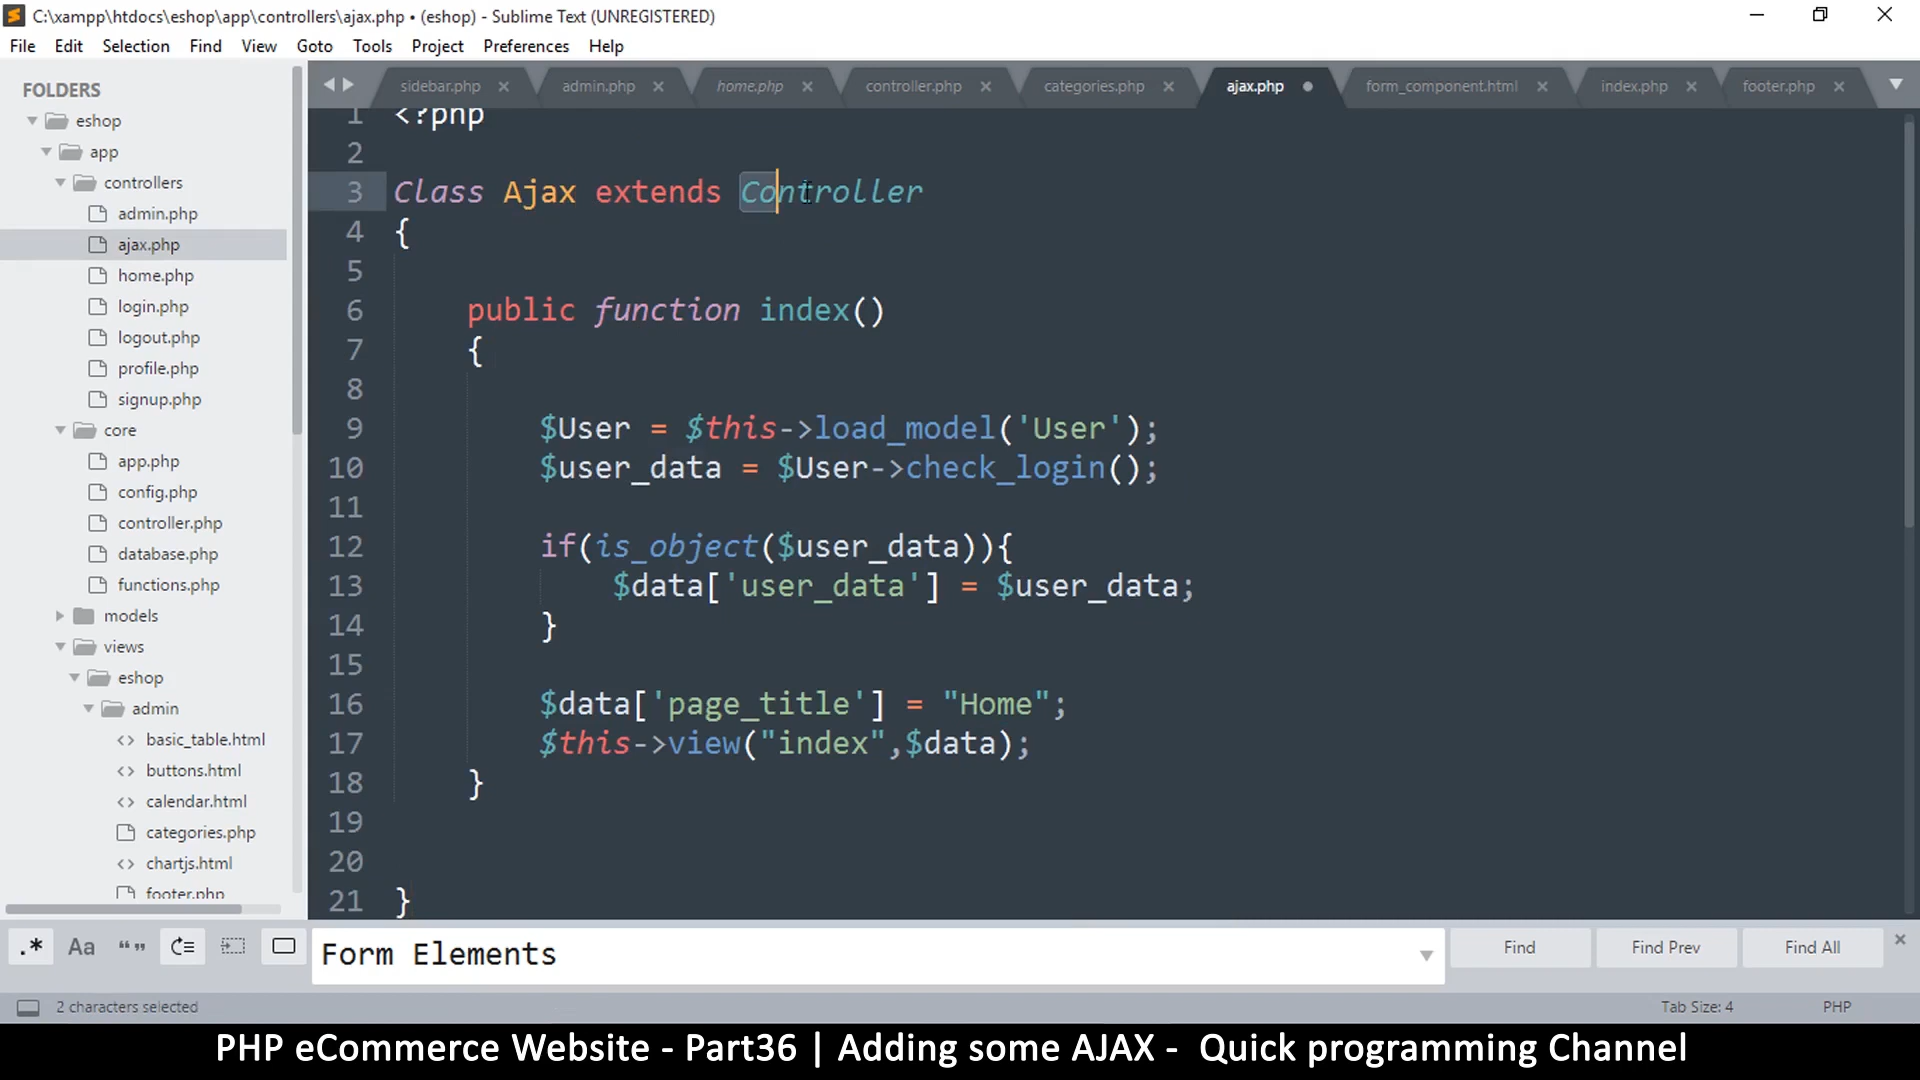 C:\xampp\htdocs\eshop\app\controllers\ajax.php • (eshop) - Sublime Text (UNREGISTERED)
File Edit Selection Find View Goto Tools Project Preferences Help
FOLDERS
eshop
app
controllers
admin.php
ajax.php
home.php
login.php
logout.php
profile.php
signup.php
core
app.php
config.php
controller.php
database.php
functions.php
models
views
eshop
admin
basic_table.html
buttons.html
calendar.html
categories.php
chartjs.html
footer.php
sidebar.php admin.php home.php controller.php categories.php ajax.php form_component.html index.php footer.php
1 <?php
2
3 Class Ajax extends Controller
4 {
5
6 public function index()
7 {
8
9 $User = $this->load_model('User');
10 $user_data = $User->check_login();
11
12 if(is_object($user_data)){
13 $data['user_data'] = $user_data;
14 }
15
16 $data['page_title'] = "Home";
17 $this->view("index",$data);
18 }
19
20
21 }
.* Aa “ ” Form Elements Find Find Prev Find All
2 characters selected Tab Size: 4 PHP
PHP eCommerce Website - Part36 | Adding some AJAX - Quick programming Channel